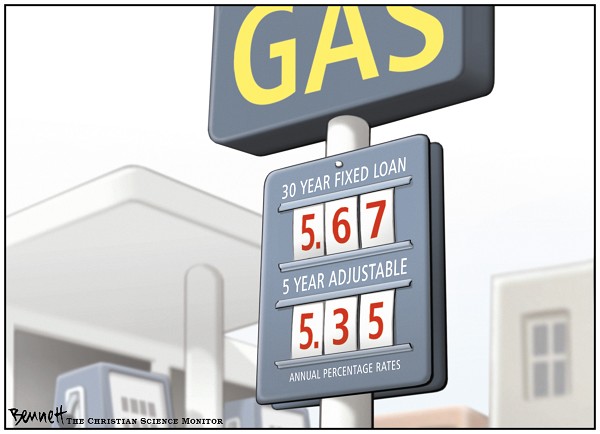 GAS
30 YEAR FIXED LOAN
5.67
5 YEAR ADJUSTABLE
5.35
ANNUAL PERCENTAGE RATES
Bennett THE CHRISTIAN SCIENCE MONITOR